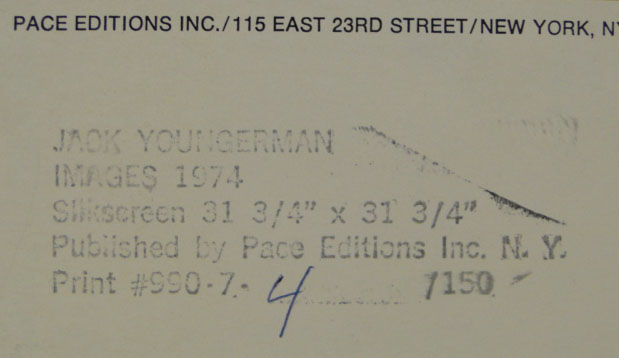 PACE EDITIONS INC./115 EAST 23RD STREET/NEW YORK, NY
JACK YOUNGERMAN
IMAGES 1974
Silkscreen 31 3/4" x 31 3/4"
Published by Pace Editions Inc. N. Y.
Print #990-7- 4 /150